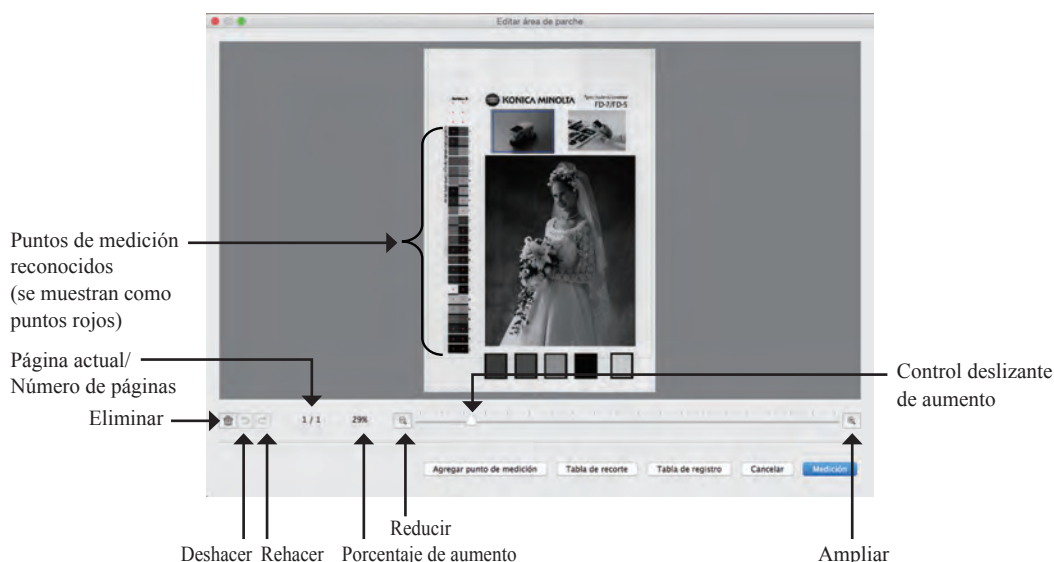 Editar área de parche
KONICA MINOLTA
FD-7/FD-5
Puntos de medición
reconocidos
(se muestran como
puntos rojos)
Página actual/
Número de páginas
Eliminar
Control deslizante
de aumento
1 / 1
29%
Agregar punto de medición
Tabla de recorte
Tabla de registro
Cancelar
Medición
Reducir
Deshacer
Rehacer
Porcentaje de aumento
Ampliar